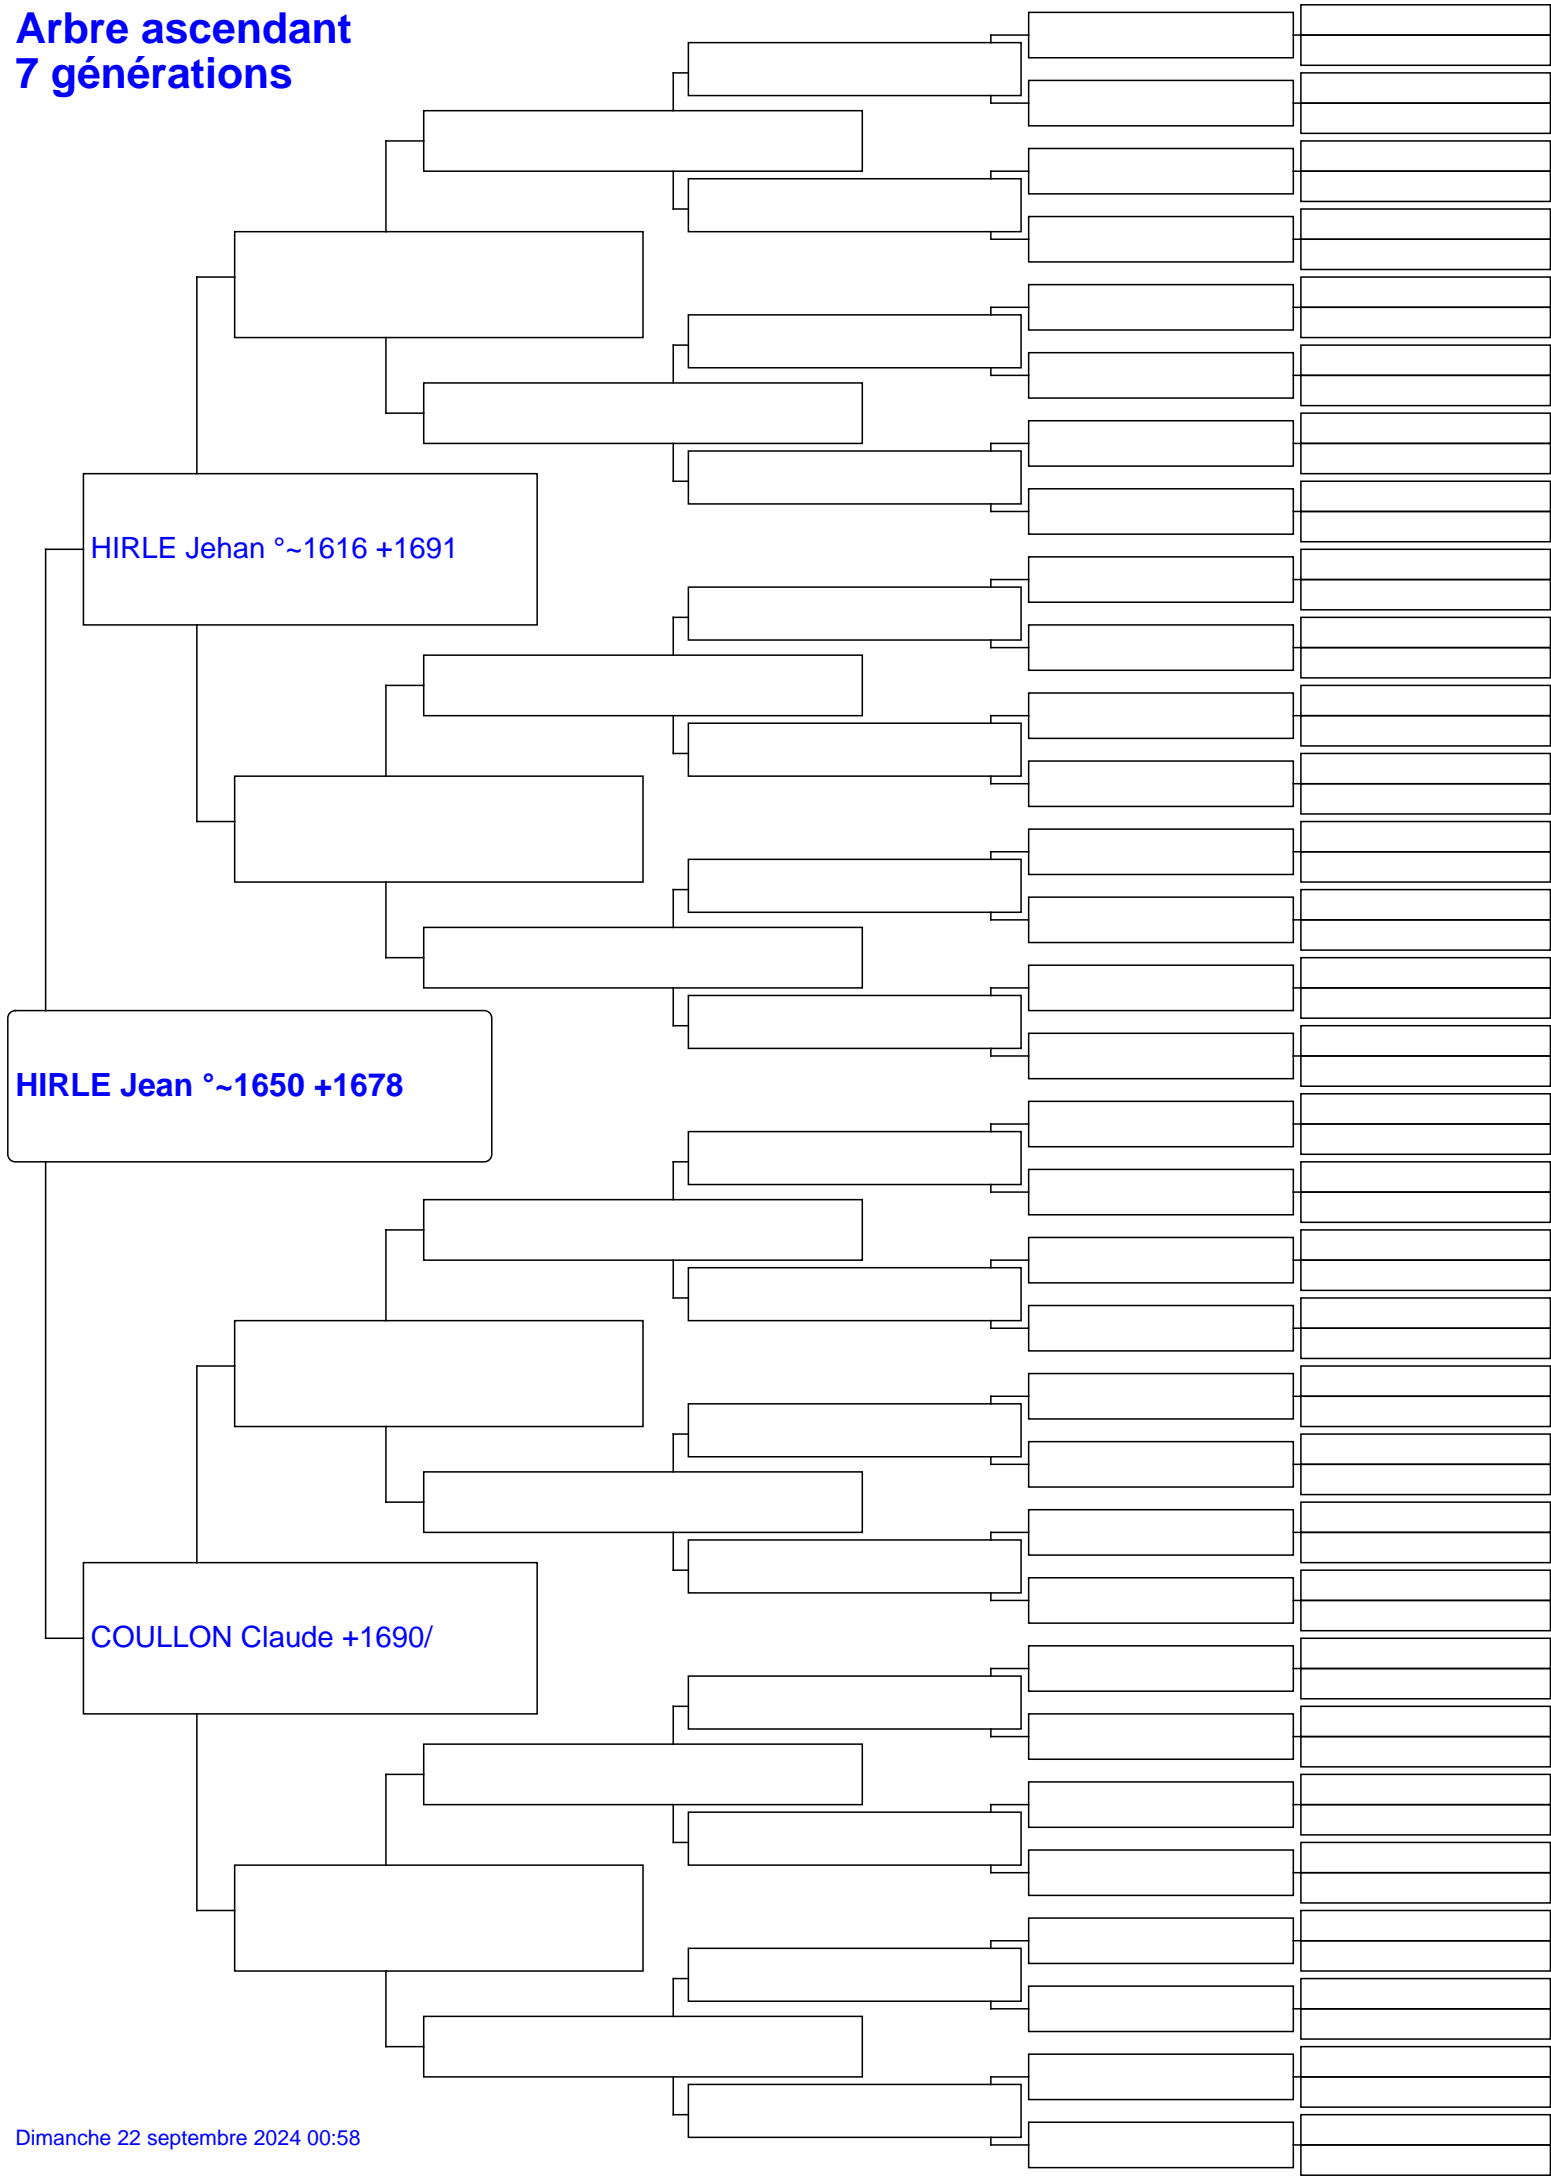 Arbre ascendant
7 générations
HIRLE Jehan °~1616 +1691
HIRLE Jean °~1650 +1678
COULLON Claude +1690/
Dimanche 22 septembre 2024 00:58